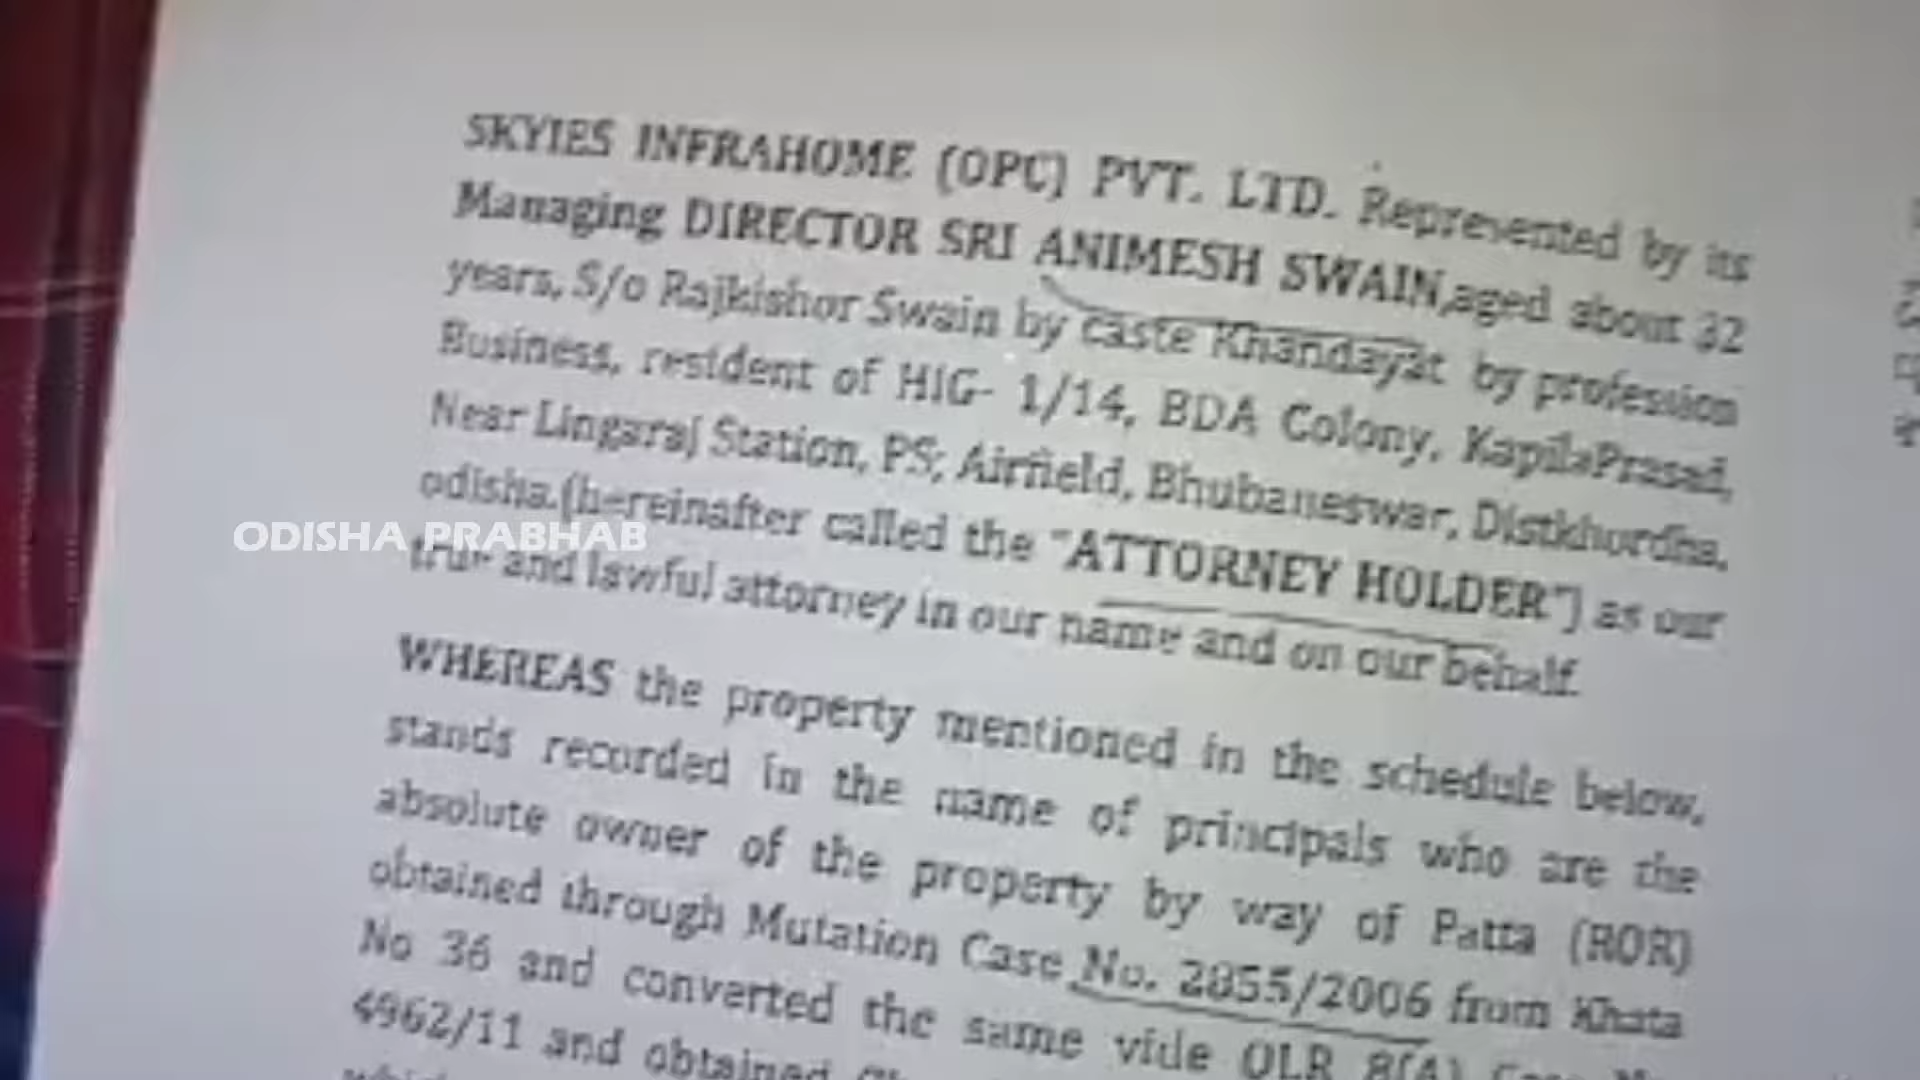 SKYIES INFRAHOME (OPC) PVT. LTD. Represented by its
Managing DIRECTOR SRI ANIMESH SWAIN,aged about 32
years, S/o Rajkishor Swain by caste Khandayat by profession
Business, resident of HIG- 1/14, BDA Colony, KapilaPrasad,
Near Lingaraj Station, PS; Airfield, Bhubaneswar, Distkhordha,
odisha.(hereinafter called the "ATTORNEY HOLDER") as our
ODISHA PRABHAB
true and lawful attorney in our name and on our behalf.
WHEREAS the property mentioned in the schedule below,
stands recorded in the name of principals who are the
absolute owner of the property by way of Patta (ROR)
obtained through Mutation Case No. 2855/2006 from Khata
No 36 and converted the same vide OLR 8(A) Case
4962/11 and obtained